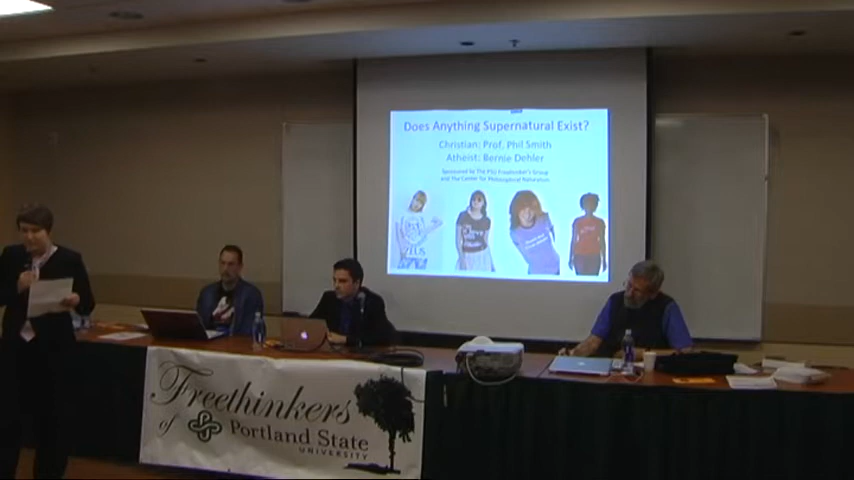 Does Anything Supernatural Exist?
Christian: Prof. Phil Smith
Atheist: Bernie Dehler
Sponsored by The PSU Freethinker's Group
and The Center for Philosophical Naturalism
Freethinkers
of Portland State
UNIVERSITY